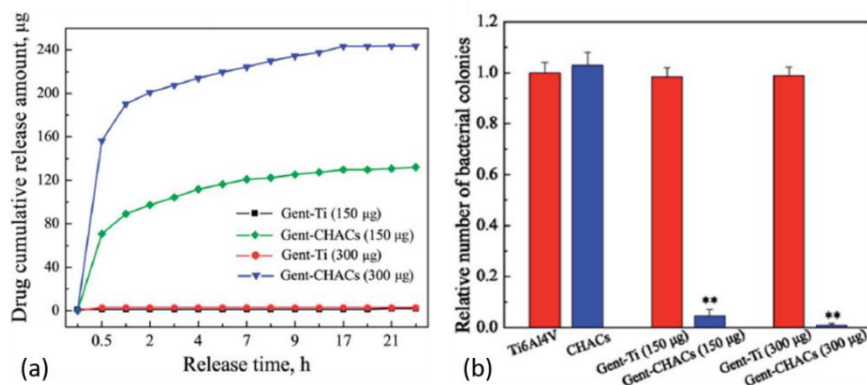 Drug cumulative release amount, µg
240
200
160
120
80
40
0
Gent-Ti (150 µg)
Gent-CHACs (150 µg)
Gent-Ti (300 µg)
Gent-CHACs (300 µg)
0.5 2 4 7 9 17 21
Release time, h
(a)
Relative number of bacterial colonies
1.2
1.0
0.8
0.6
0.4
0.2
0.0
**
**
Ti6Al4V
CHACs
Gent-Ti (150 µg)
Gent-CHACs (150 µg)
Gent-Ti (300 µg)
Gent-CHACs (300 µg)
(b)